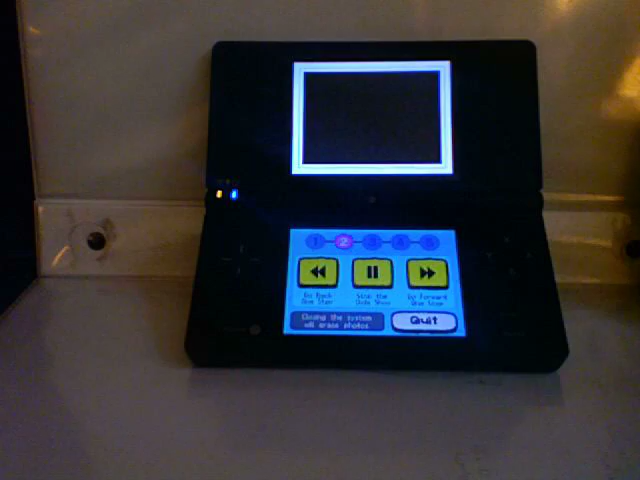 1 2 3 4 5
Go Back Stop the Go Forward
One Step Slide Show One Step
Closing the system
will erase photos.
Quit